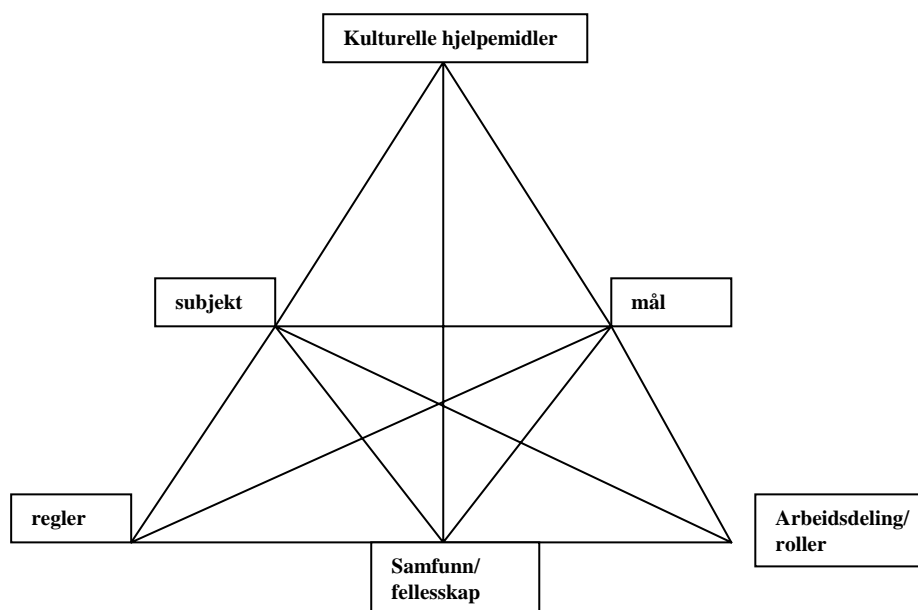 Kulturelle hjelpemidler
subjekt
mål
regler
Samfunn/
fellesskap
Arbeidsdeling/
roller